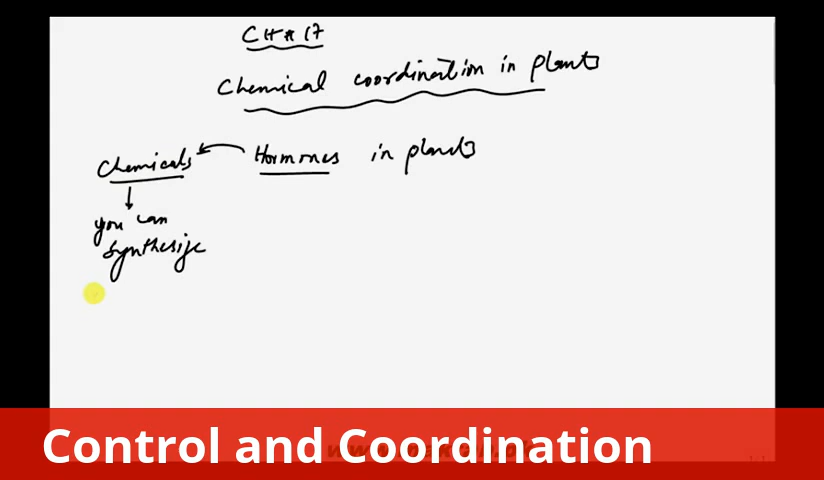 CH # 17
Chemical coordination in plants
Chemicals ← Hormones in plants
↓
you can
synthesize
Control and Coordination